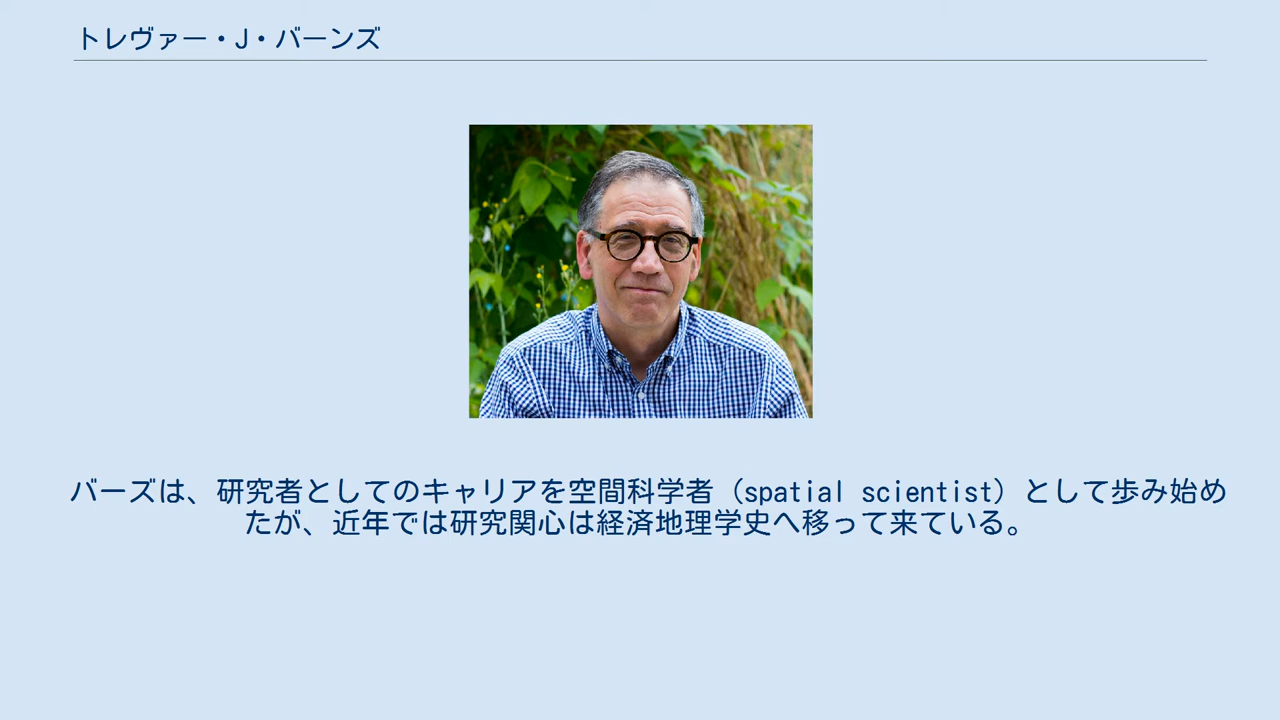 トレヴァー・J・バーンズ
バーズは、研究者としてのキャリアを空間科学者（spatial scientist）として歩み始め
たが、近年では研究関心は経済地理学史へ移って来ている。